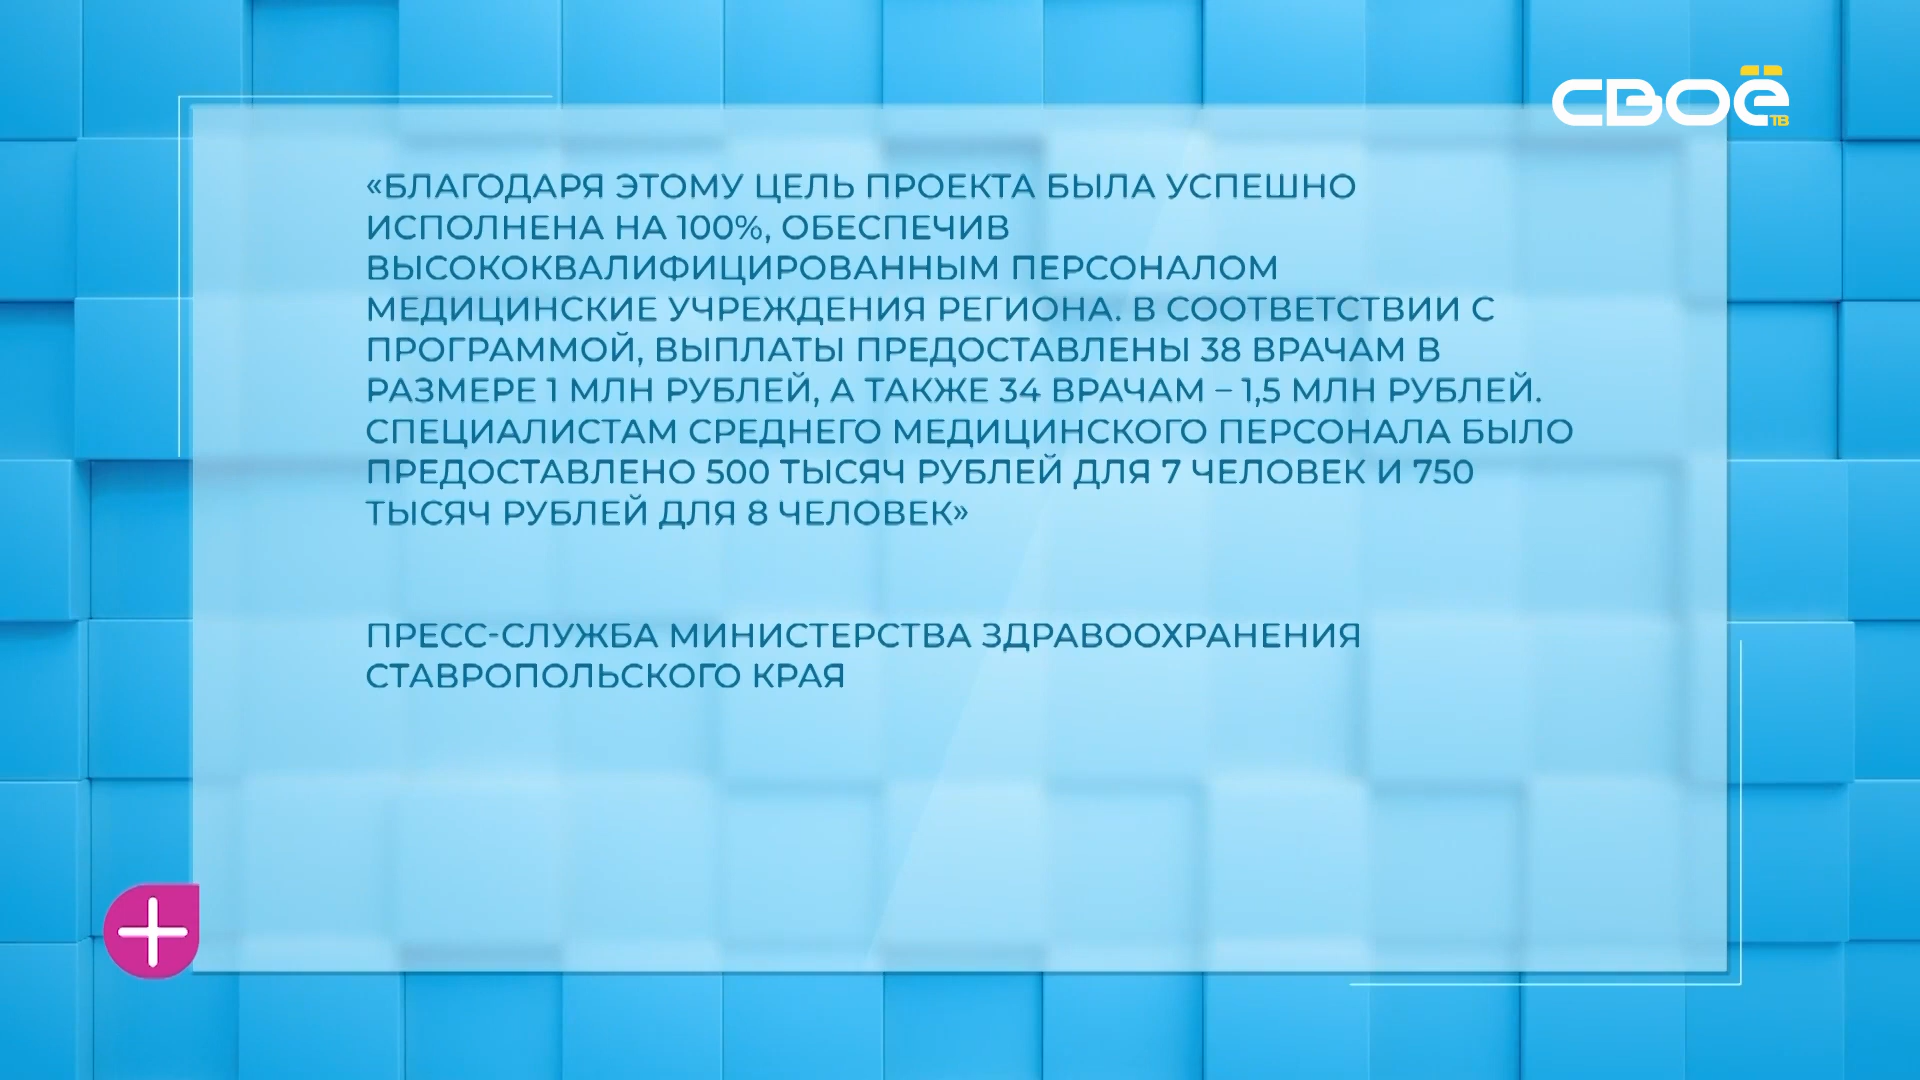 СВОЁ
ТВ
«БЛАГОДАРЯ ЭТОМУ ЦЕЛЬ ПРОЕКТА БЫЛА УСПЕШНО
ИСПОЛНЕНА НА 100%, ОБЕСПЕЧИВ
ВЫСОКОКВАЛИФИЦИРОВАННЫМ ПЕРСОНАЛОМ
МЕДИЦИНСКИЕ УЧРЕЖДЕНИЯ РЕГИОНА. В СООТВЕТСТВИИ С
ПРОГРАММОЙ, ВЫПЛАТЫ ПРЕДОСТАВЛЕНЫ 38 ВРАЧАМ В
РАЗМЕРЕ 1 МЛН РУБЛЕЙ, А ТАКЖЕ 34 ВРАЧАМ – 1,5 МЛН РУБЛЕЙ.
СПЕЦИАЛИСТАМ СРЕДНЕГО МЕДИЦИНСКОГО ПЕРСОНАЛА БЫЛО
ПРЕДОСТАВЛЕНО 500 ТЫСЯЧ РУБЛЕЙ ДЛЯ 7 ЧЕЛОВЕК И 750
ТЫСЯЧ РУБЛЕЙ ДЛЯ 8 ЧЕЛОВЕК»
ПРЕСС-СЛУЖБА МИНИСТЕРСТВА ЗДРАВООХРАНЕНИЯ
СТАВРОПОЛЬСКОГО КРАЯ